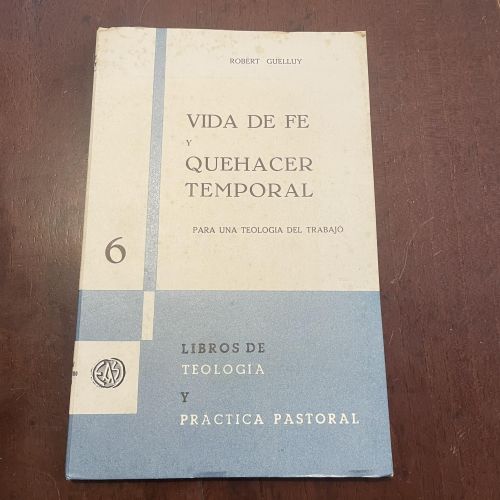 ROBERT GUELLUY
VIDA DE FE
Y
QUEHACER
TEMPORAL
PARA UNA TEOLOGIA DEL TRABAJO
6
LIBROS DE
TEOLOGIA
Y
PRACTICA PASTORAL